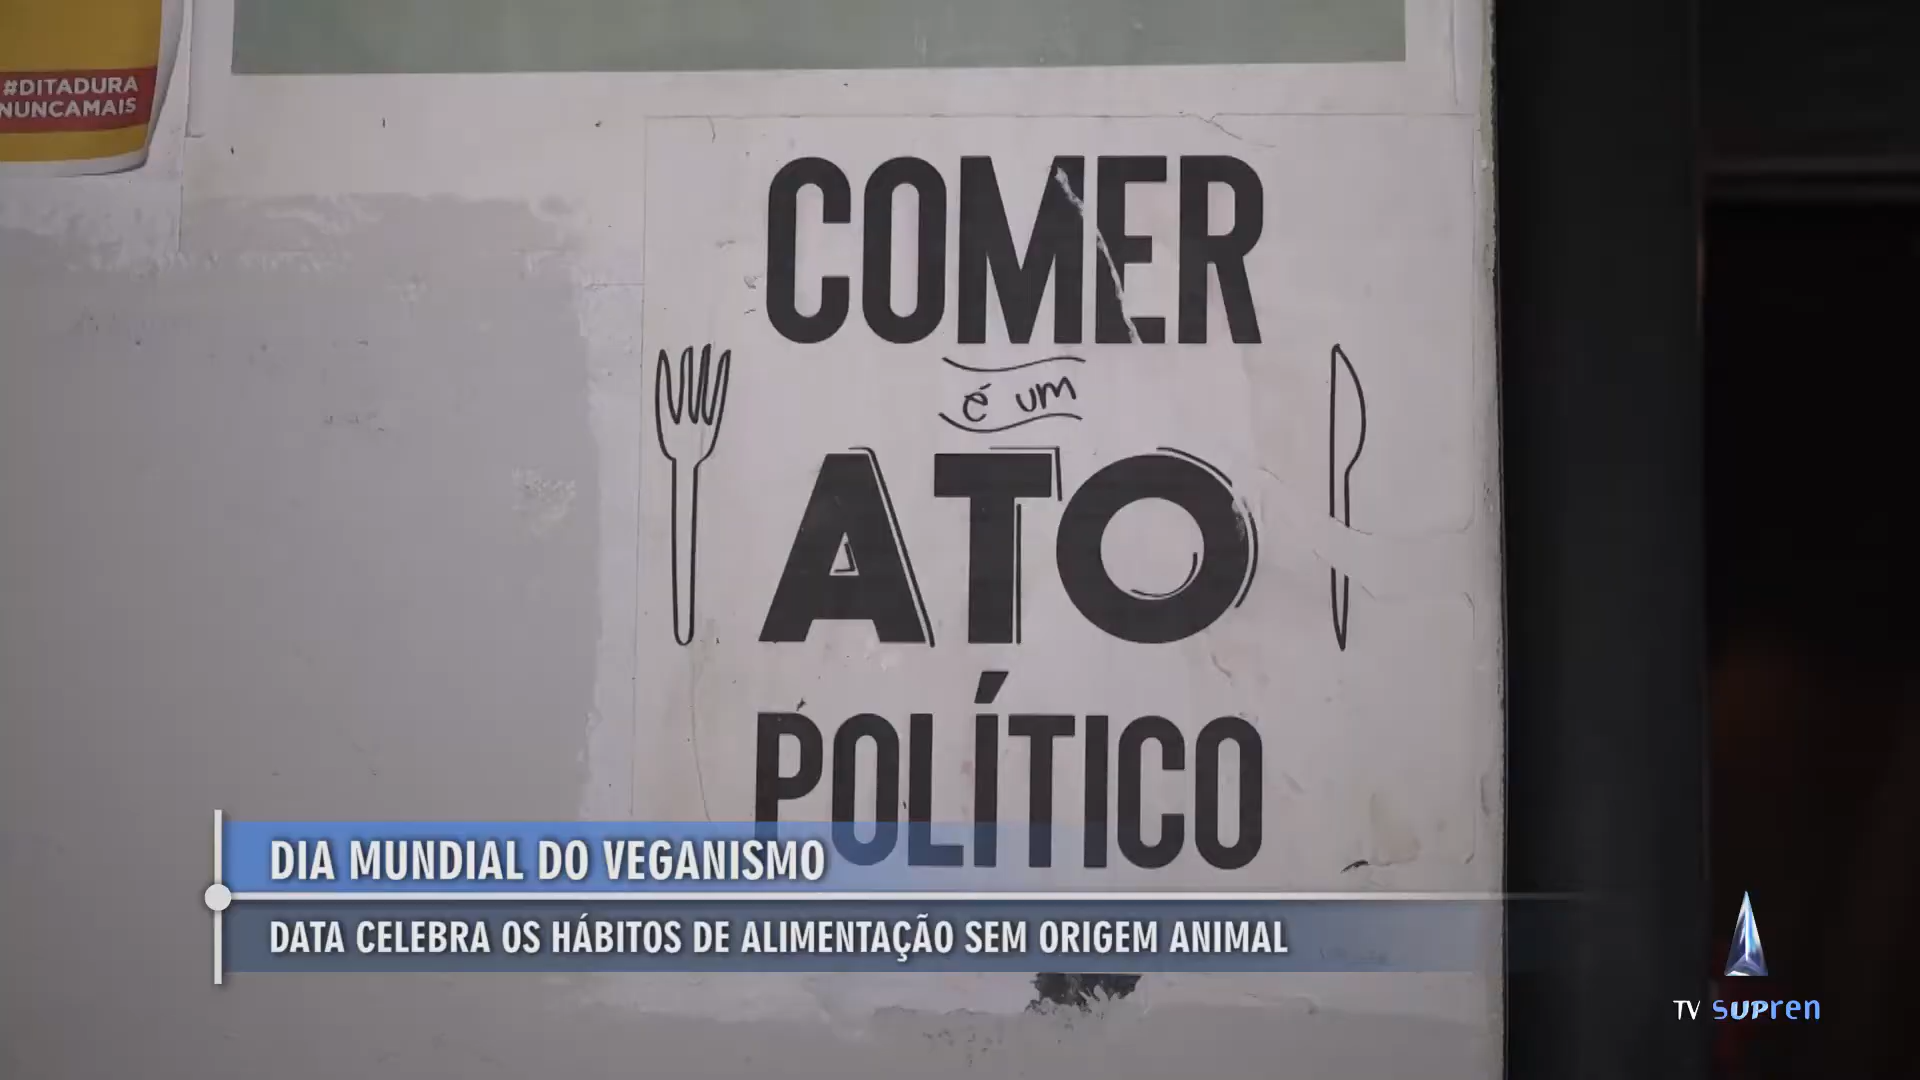 #DITADURA
NUNCAMAIS
COMER
é um
ATO
POLÍTICO
DIA MUNDIAL DO VEGANISMO
DATA CELEBRA OS HÁBITOS DE ALIMENTAÇÃO SEM ORIGEM ANIMAL
TV SUPren